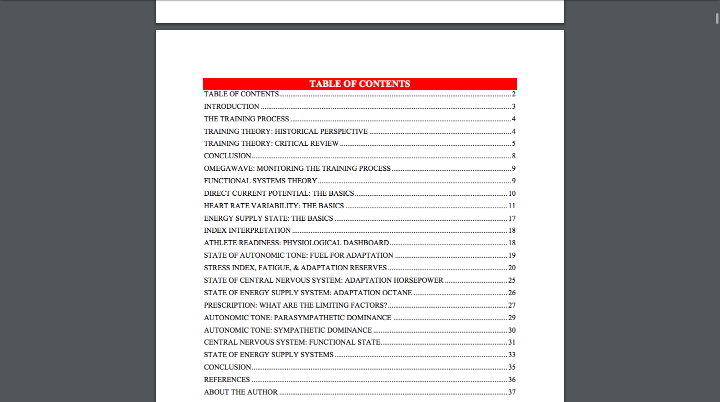 TABLE OF CONTENTS
TABLE OF CONTENTS 2
INTRODUCTION 3
THE TRAINING PROCESS 4
TRAINING THEORY: HISTORICAL PERSPECTIVE 4
TRAINING THEORY: CRITICAL REVIEW 5
CONCLUSION 8
OMEGAWAVE: MONITORING THE TRAINING PROCESS 9
FUNCTIONAL SYSTEMS THEORY 9
DIRECT CURRENT POTENTIAL: THE BASICS 10
HEART RATE VARIABILITY: THE BASICS 11
ENERGY SUPPLY STATE: THE BASICS 17
INDEX INTERPRETATION 18
ATHLETE READINESS: PHYSIOLOGICAL DASHBOARD 18
STATE OF AUTONOMIC TONE: FUEL FOR ADAPTATION 19
STRESS INDEX, FATIGUE, & ADAPTATION RESERVES 20
STATE OF CENTRAL NERVOUS SYSTEM: ADAPTATION HORSEPOWER 25
STATE OF ENERGY SUPPLY SYSTEM: ADAPTATION OCTANE 26
PRESCRIPTION: WHAT ARE THE LIMITING FACTORS? 27
AUTONOMIC TONE: PARASYMPATHETIC DOMINANCE 29
AUTONOMIC TONE: SYMPATHETIC DOMINANCE 30
CENTRAL NERVOUS SYSTEM: FUNCTIONAL STATE 31
STATE OF ENERGY SUPPLY SYSTEMS 33
CONCLUSION 35
REFERENCES 36
ABOUT THE AUTHOR 37